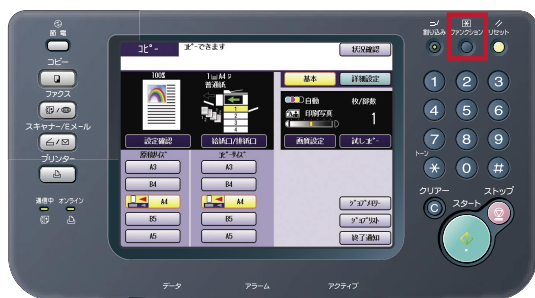 節電
コピー
ファクス
スキャナー/Eメール
プリンター
通信中 オンライン
ｺﾋﾟｰ ｺﾋﾟｰできます 状況確認
100% 1 A4
普通紙
設定確認 給紙口/排紙口
基本 詳細設定
自動 枚/部数
印刷写真 1
画質設定 試しｺﾋﾟｰ
原稿ｻｲｽﾞ ｺﾋﾟｰｻｲｽﾞ
A3 A3
B4 B4
A4 A4
B5 B5
A5 A5
ｼﾞｮﾌﾞﾒﾓﾘｰ
ｼﾞｮﾌﾞﾘｽﾄ
終了通知
データ アラーム アクティブ
割り込み ファンクション リセット
1 2 3
4 5 6
7 8 9
トーン
* 0 #
クリアー スタート ストップ
C